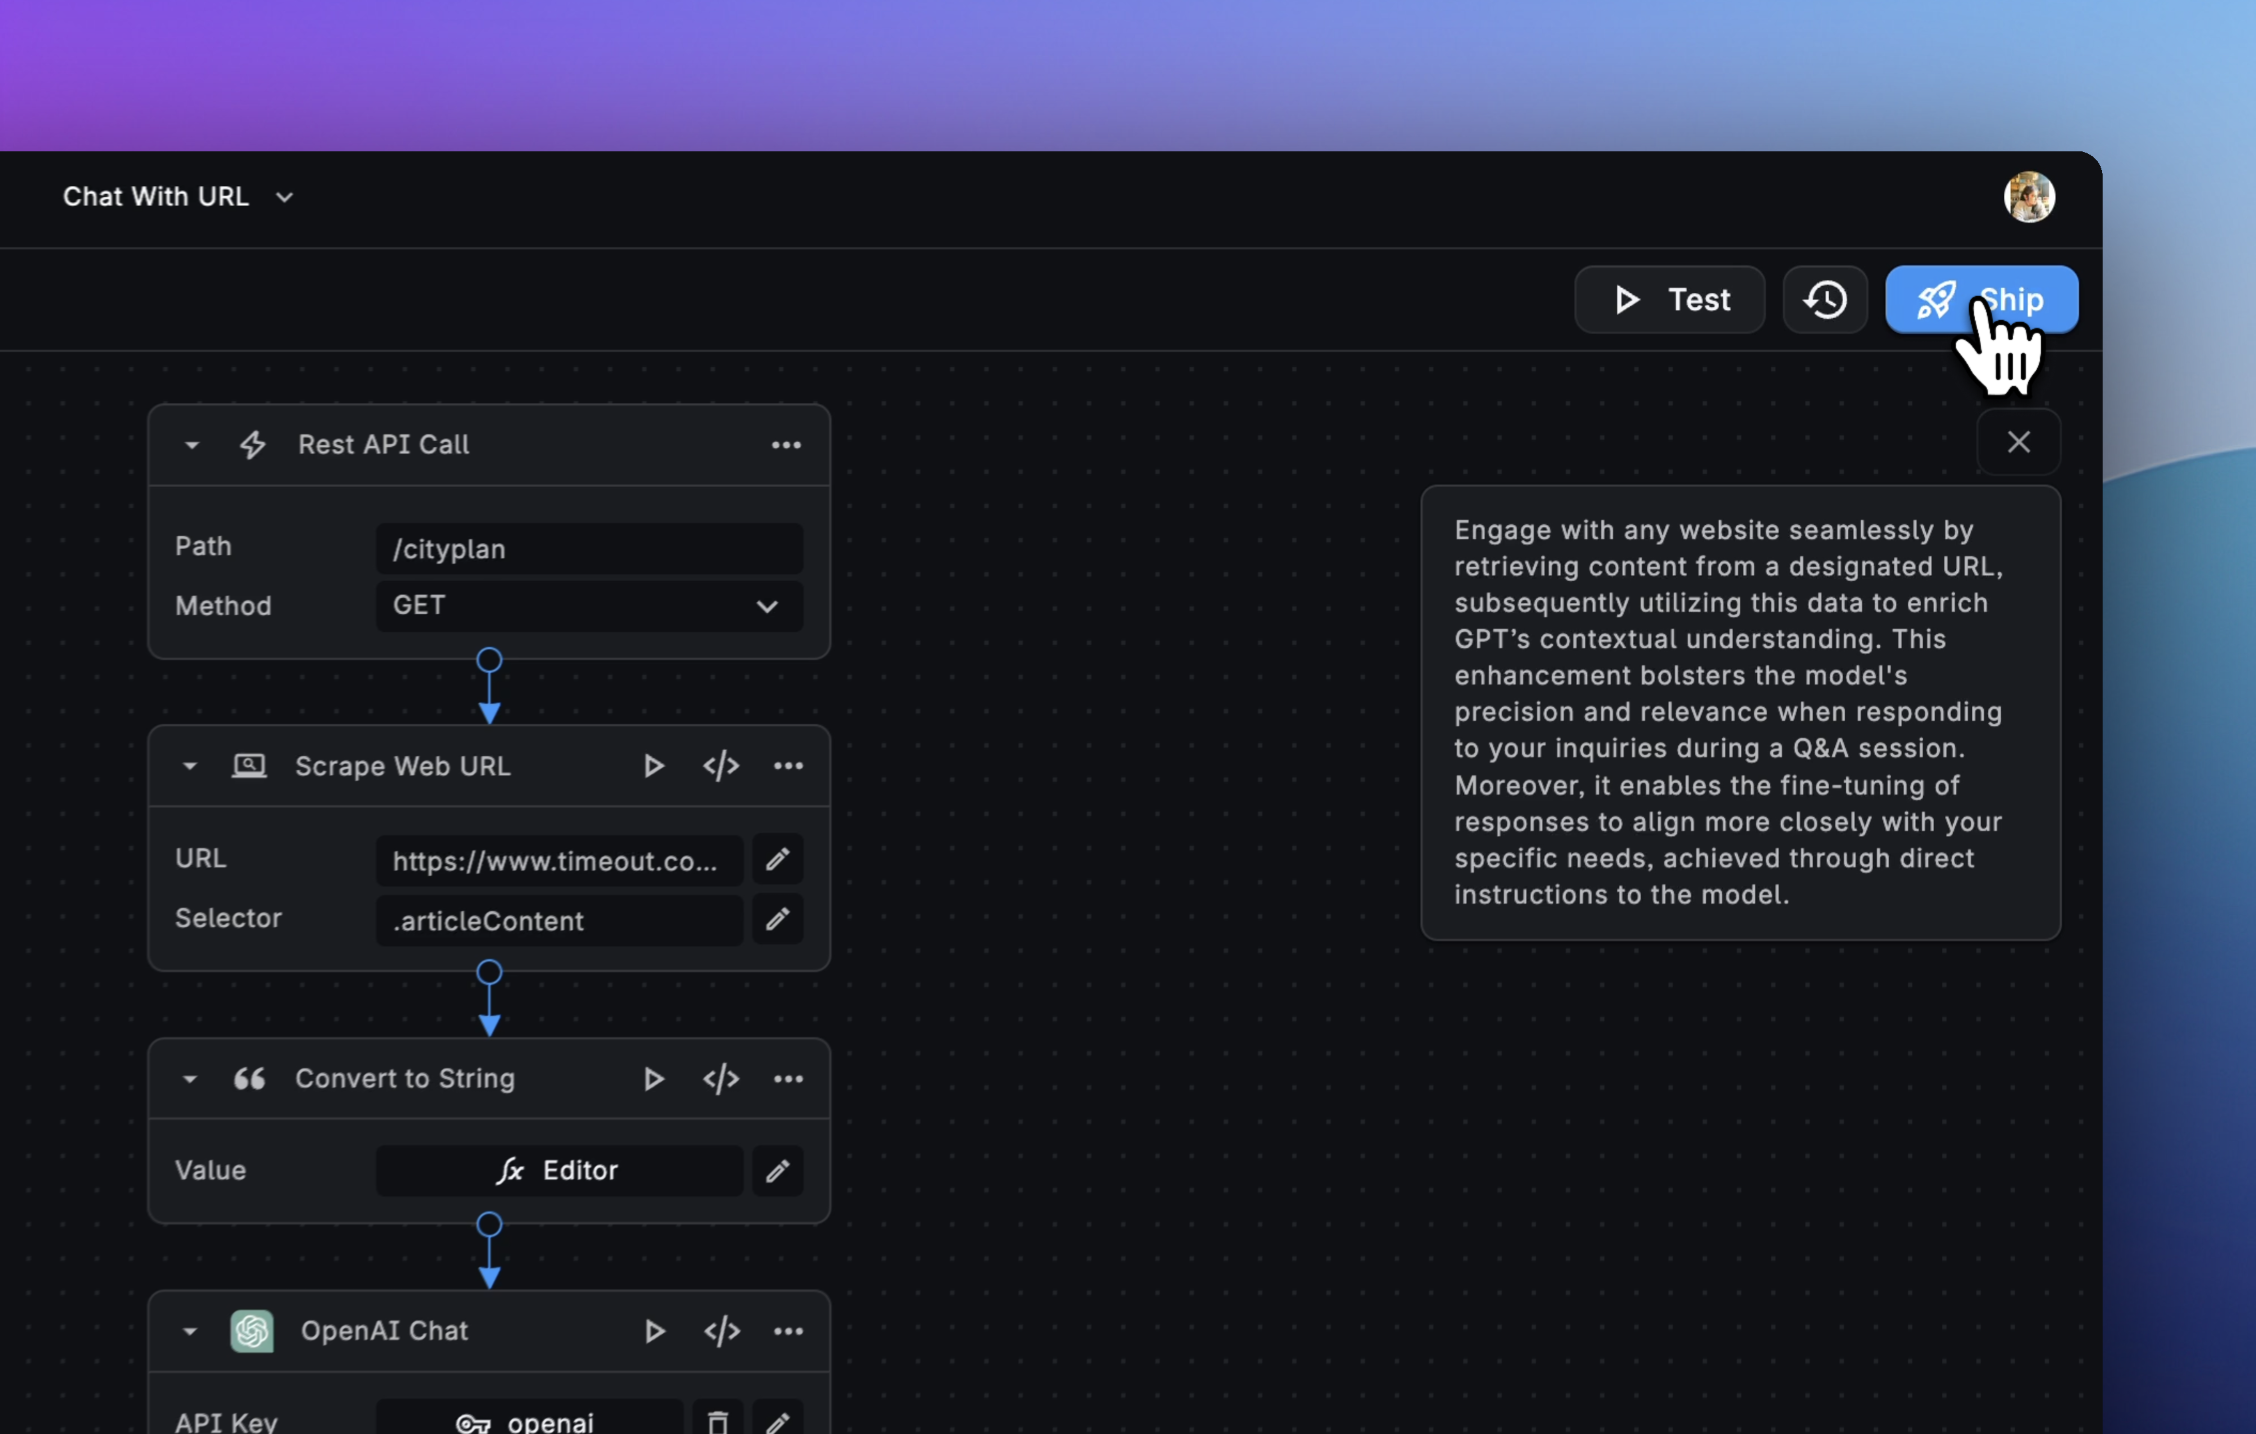 Chat With URL
Test
Ship
Rest API Call
Path
/cityplan
Method
GET
Scrape Web URL
URL
https://www.timeout.co...
Selector
.articleContent
Convert to String
Value
Editor
OpenAI Chat
API Key
openai
Engage with any website seamlessly by
retrieving content from a designated URL,
subsequently utilizing this data to enrich
GPT’s contextual understanding. This
enhancement bolsters the model's
precision and relevance when responding
to your inquiries during a Q&A session.
Moreover, it enables the fine-tuning of
responses to align more closely with your
specific needs, achieved through direct
instructions to the model.